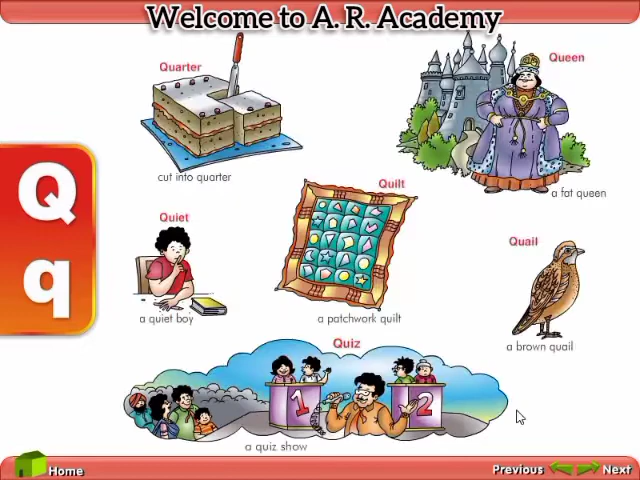 Welcome to A. R. Academy
Quarter
cut into quarter
Queen
a fat queen
Q
q
Quiet
a quiet boy
Quilt
a patchwork quilt
Quail
a brown quail
Quiz
1
2
a quiz show
Home
Previous
Next